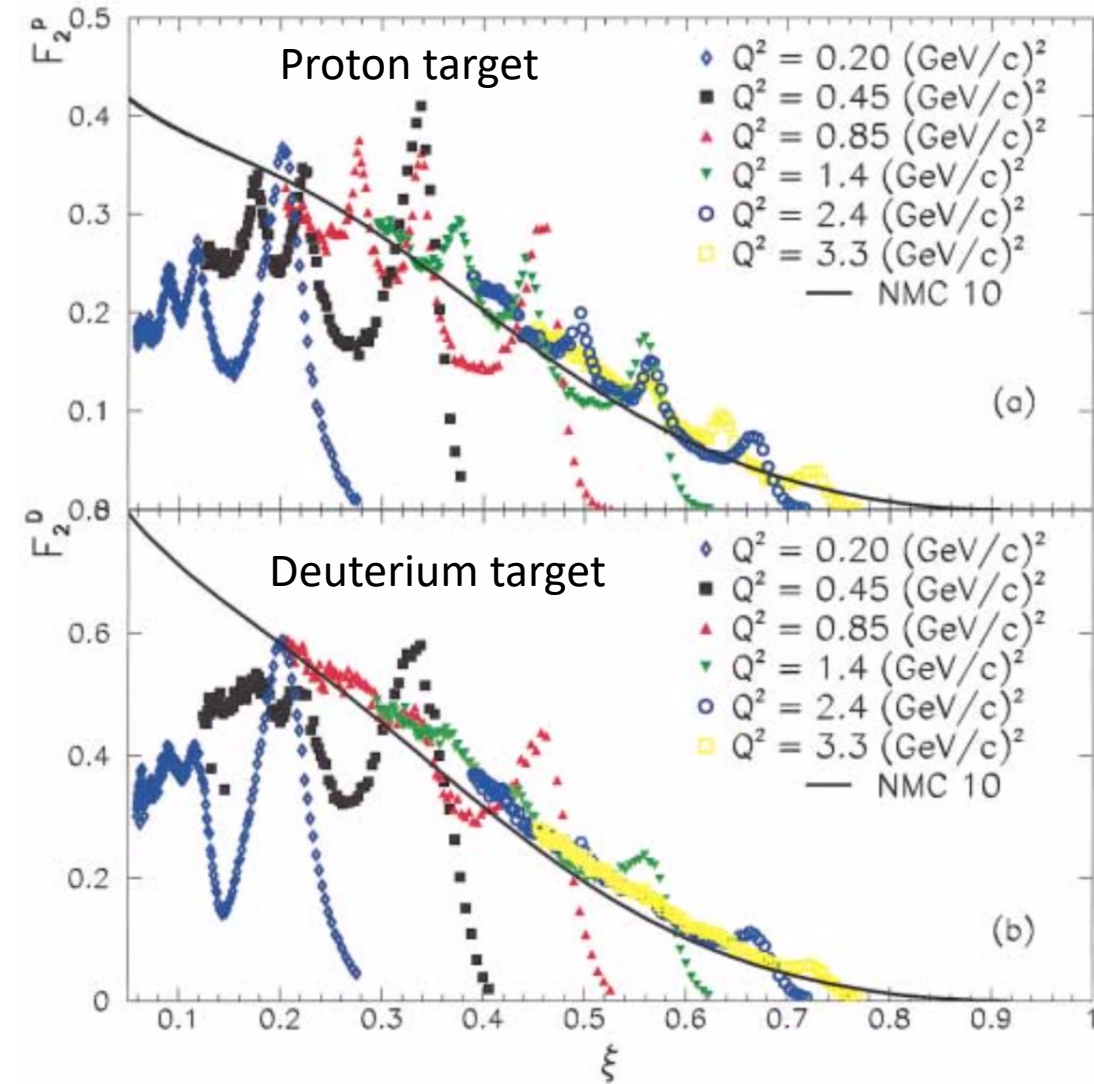 F₂ᵖ
0.5
0.4
0.3
0.2
0.1
0.8
Proton target
Q² = 0.20 (GeV/c)²
Q² = 0.45 (GeV/c)²
Q² = 0.85 (GeV/c)²
Q² = 1.4 (GeV/c)²
Q² = 2.4 (GeV/c)²
Q² = 3.3 (GeV/c)²
NMC 10
(a)
F₂ᴰ
0.6
0.4
0.2
0
Deuterium target
Q² = 0.20 (GeV/c)²
Q² = 0.45 (GeV/c)²
Q² = 0.85 (GeV/c)²
Q² = 1.4 (GeV/c)²
Q² = 2.4 (GeV/c)²
Q² = 3.3 (GeV/c)²
NMC 10
(b)
0.1 0.2 0.3 0.4 0.5 0.6 0.7 0.8 0.9 1
ξ